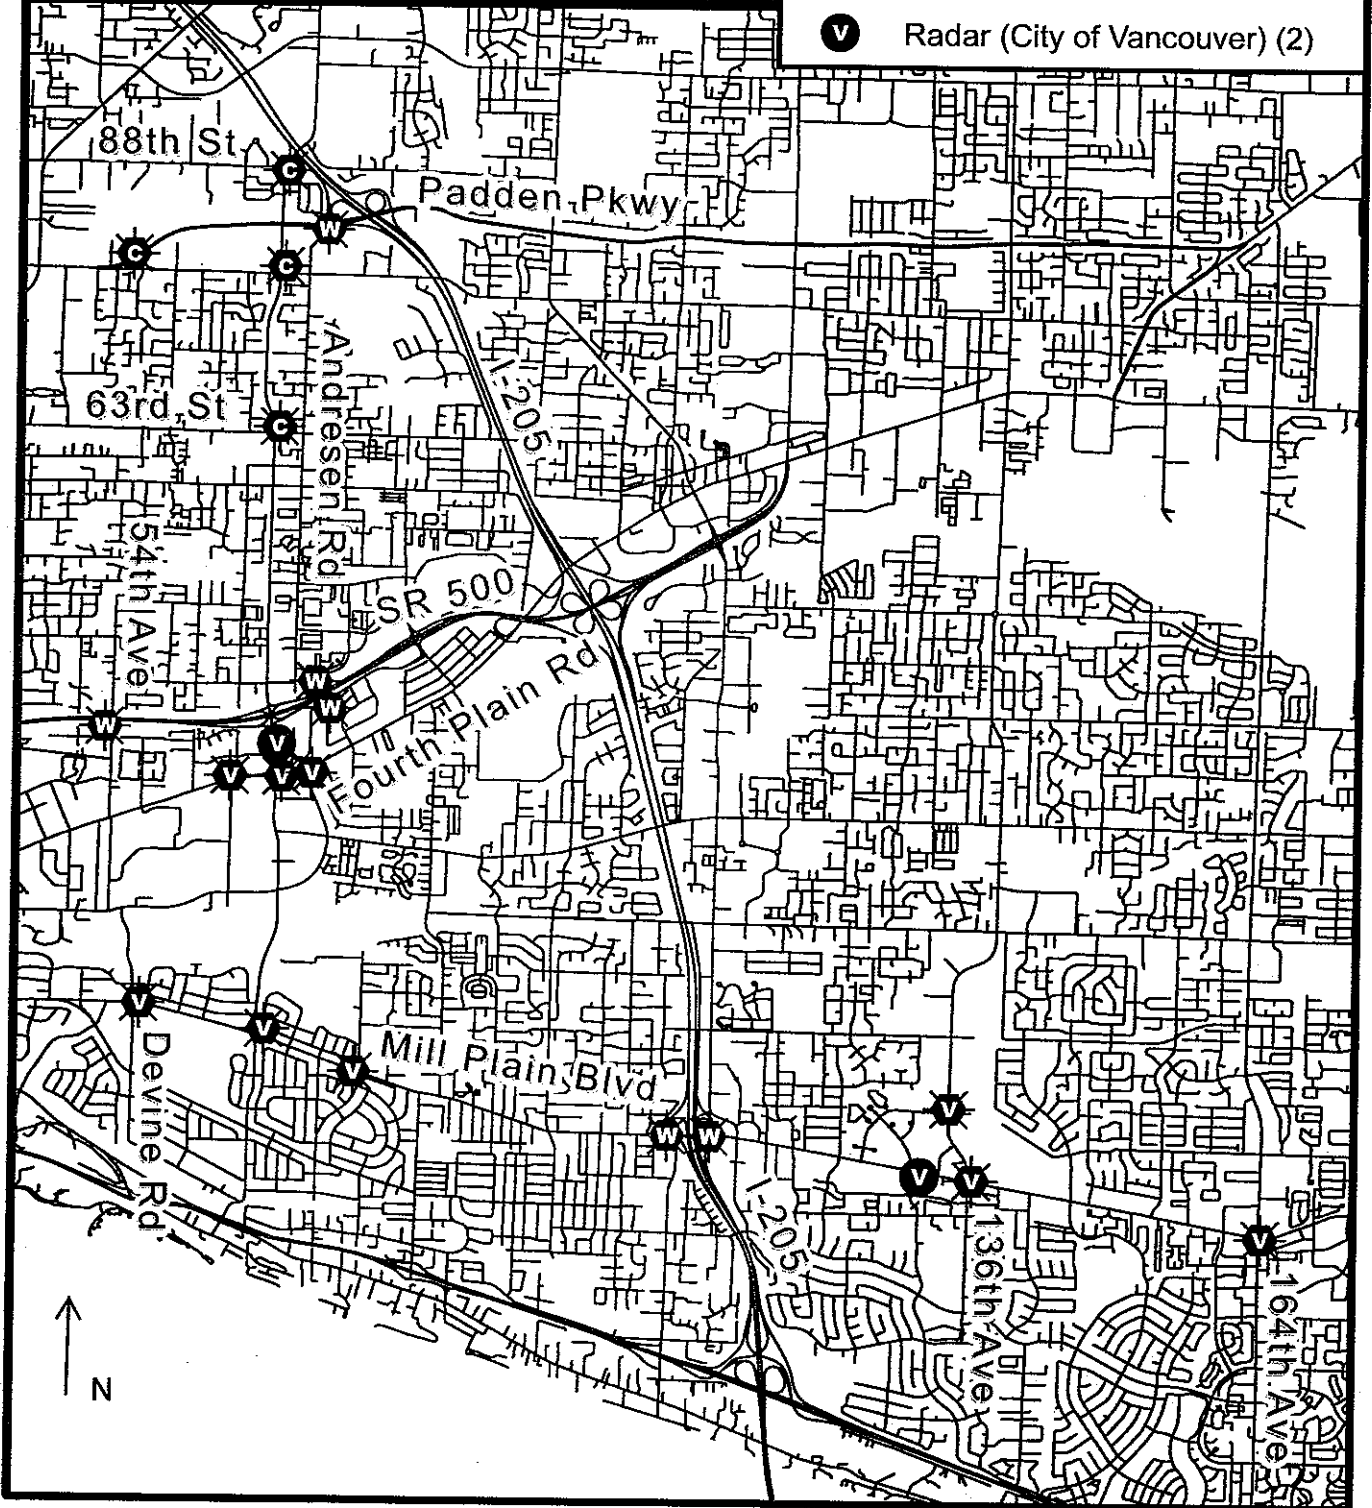 V Radar (City of Vancouver) (2)
88th St
C
Padden Pkwy
W
C
C
Andresen Rd
I-205
63rd St
C
54th Ave
SR 500
Fourth Plain Rd
W
W
W
V
V
V
V
V
Devine Rd
V
Mill Plain Blvd
V
V
W
W
V
V
I-205
136th Ave
V
164th Ave
N